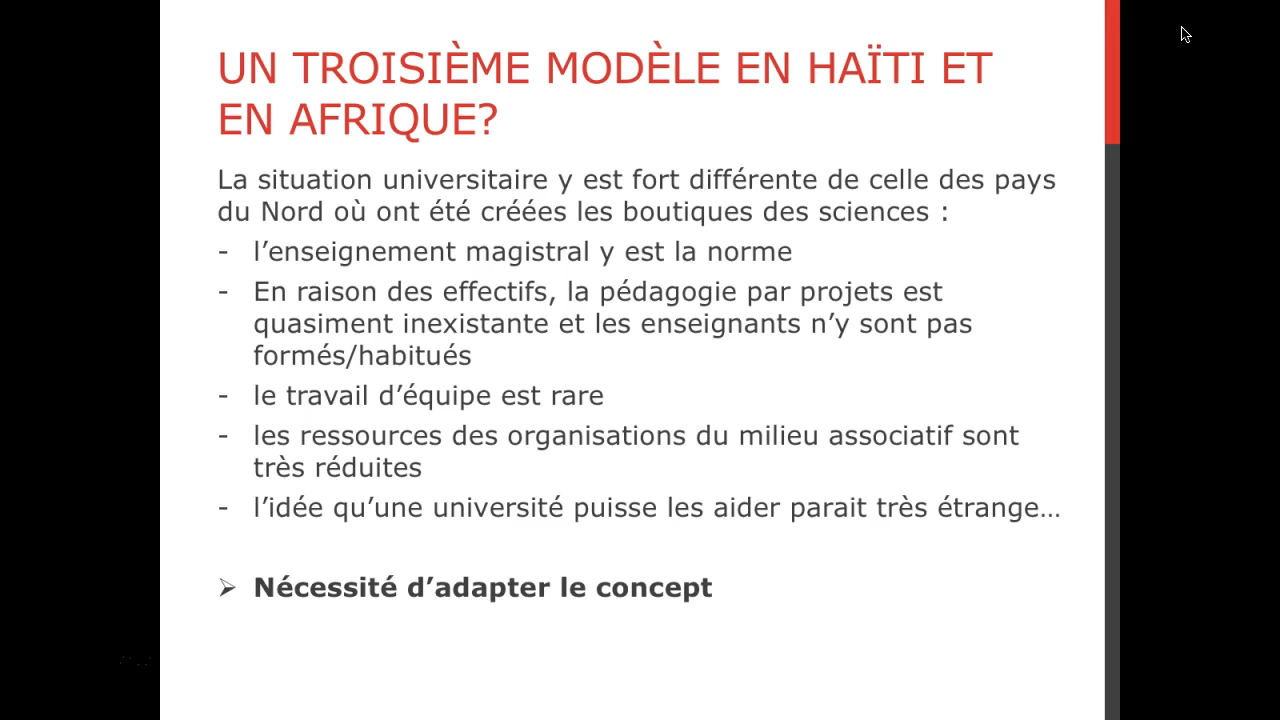 UN TROISIÈME MODÈLE EN HAÏTI ET
EN AFRIQUE?
La situation universitaire y est fort différente de celle des pays
du Nord où ont été créées les boutiques des sciences :
- l’enseignement magistral y est la norme
- En raison des effectifs, la pédagogie par projets est
quasiment inexistante et les enseignants n’y sont pas
formés/habitués
- le travail d’équipe est rare
- les ressources des organisations du milieu associatif sont
très réduites
- l’idée qu’une université puisse les aider parait très étrange…
➢ Nécessité d’adapter le concept